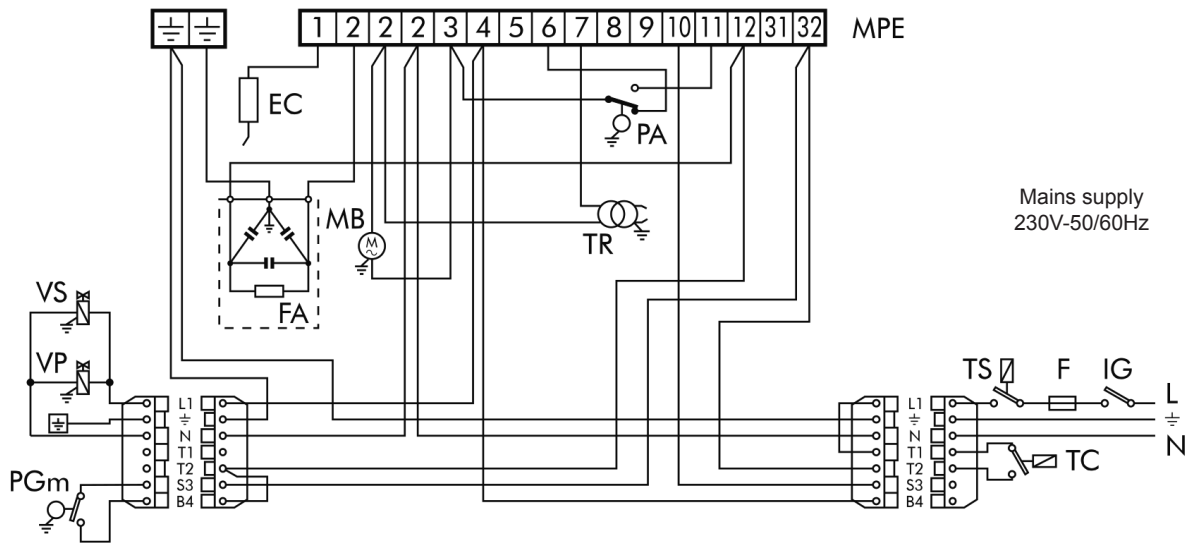 1 2 2 2 3 4 5 6 7 8 9 10 11 12 31 32 MPE
EC
PA
Mains supply
230V-50/60Hz
MB
M
TR
FA
VS
VP
TS F IG
L
N
TC
PGm
L1
N
T1
T2
S3
B4
L1
N
T1
T2
S3
B4